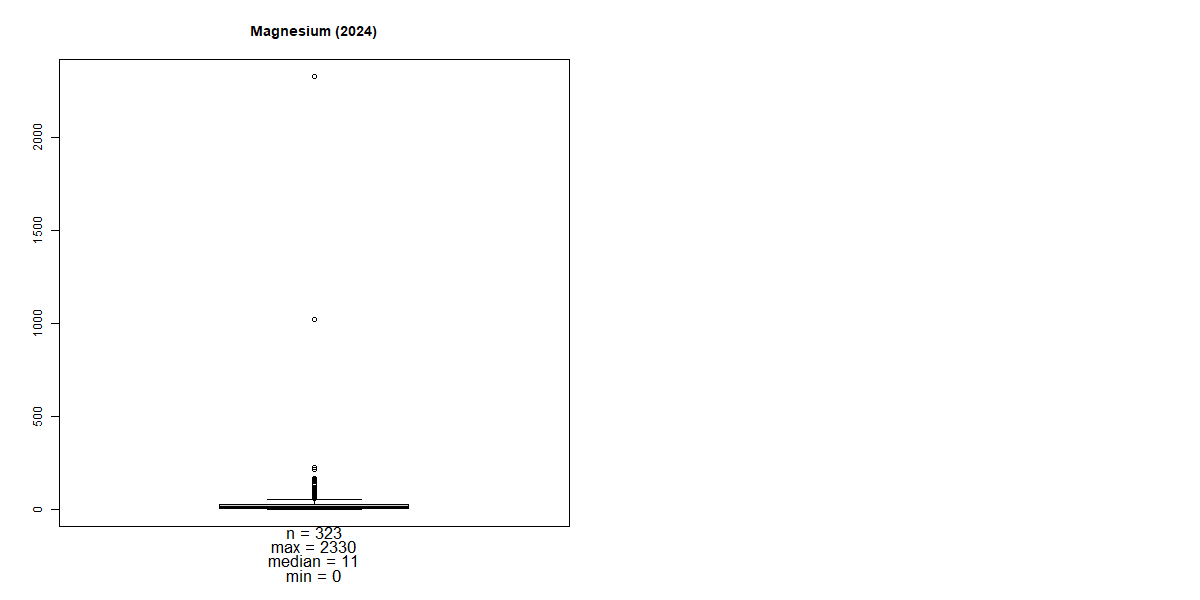 Magnesium (2024)
2000
1500
1000
500
0
n = 323
max = 2330
median = 11
min = 0